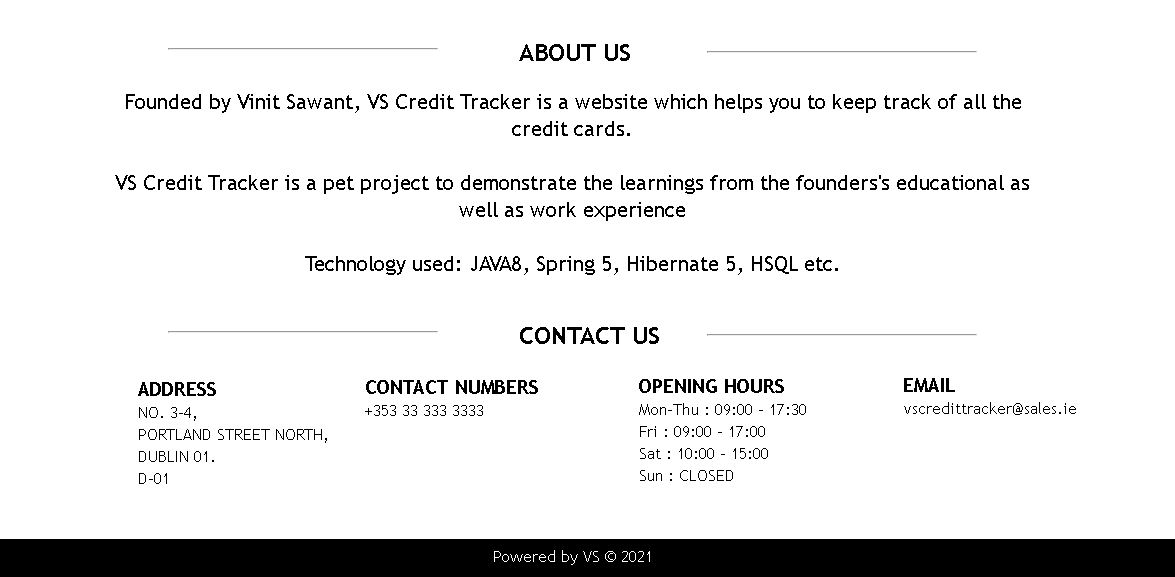 ABOUT US
Founded by Vinit Sawant, VS Credit Tracker is a website which helps you to keep track of all the
credit cards.
VS Credit Tracker is a pet project to demonstrate the learnings from the founders's educational as
well as work experience
Technology used: JAVA8, Spring 5, Hibernate 5, HSQL etc.
CONTACT US
ADDRESS
NO. 3-4,
PORTLAND STREET NORTH,
DUBLIN 01.
D-01
CONTACT NUMBERS
+353 33 333 3333
OPENING HOURS
Mon-Thu : 09:00 - 17:30
Fri : 09:00 - 17:00
Sat : 10:00 - 15:00
Sun : CLOSED
EMAIL
vscredittracker@sales.ie
Powered by VS © 2021